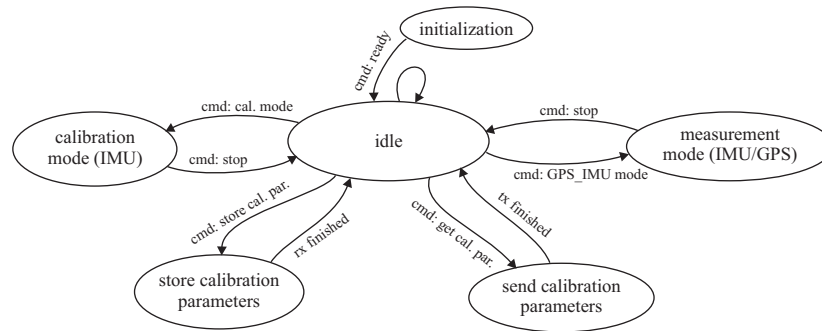 initialization
cmd: ready
cmd: cal. mode
cmd: stop
calibration
mode (IMU)
idle
measurement
mode (IMU/GPS)
cmd: stop
cmd: GPS_IMU mode
cmd: store cal. par.
rx finished
cmd: get cal. par.
tx finished
store calibration
parameters
send calibration
parameters